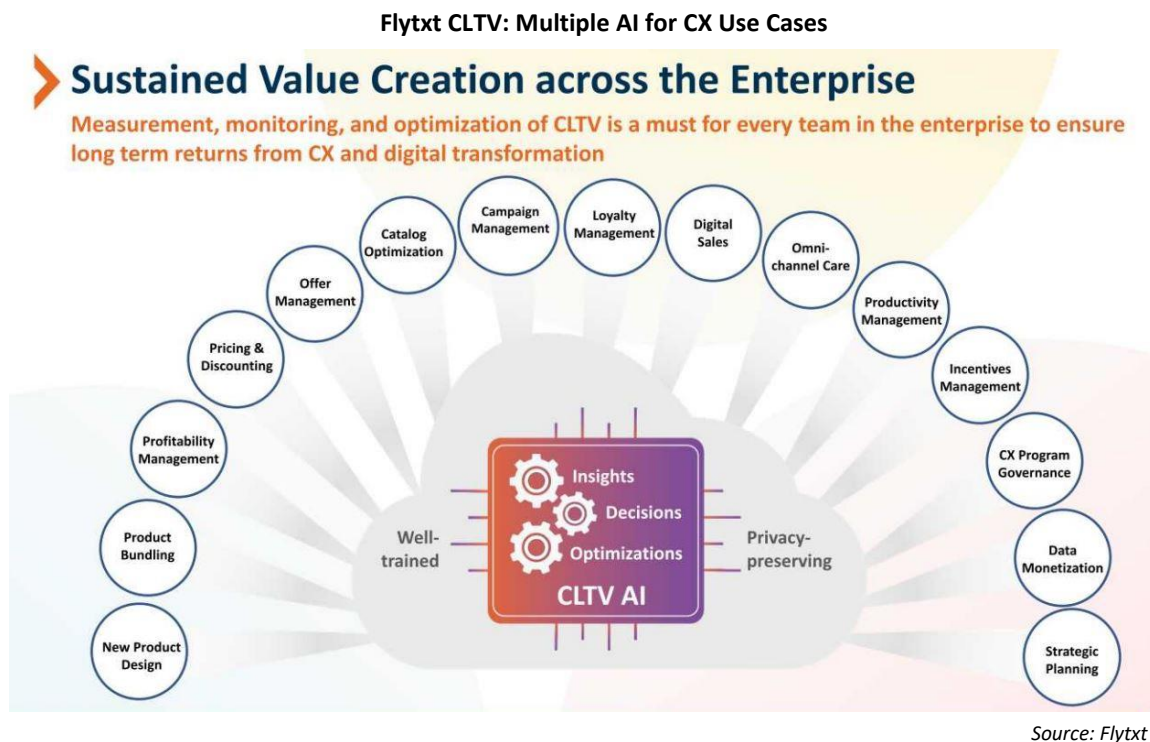 Flytxt CLTV: Multiple AI for CX Use Cases
Sustained Value Creation across the Enterprise
Measurement, monitoring, and optimization of CLTV is a must for every team in the enterprise to ensure
long term returns from CX and digital transformation
New Product
Design
Product
Bundling
Profitability
Management
Pricing &
Discounting
Offer
Management
Catalog
Optimization
Campaign
Management
Loyalty
Management
Digital
Sales
Omni-
channel Care
Productivity
Management
Incentives
Management
CX Program
Governance
Data
Monetization
Strategic
Planning
Well-
trained
Insights
Decisions
Optimizations
CLTV AI
Privacy-
preserving
Source: Flytxt